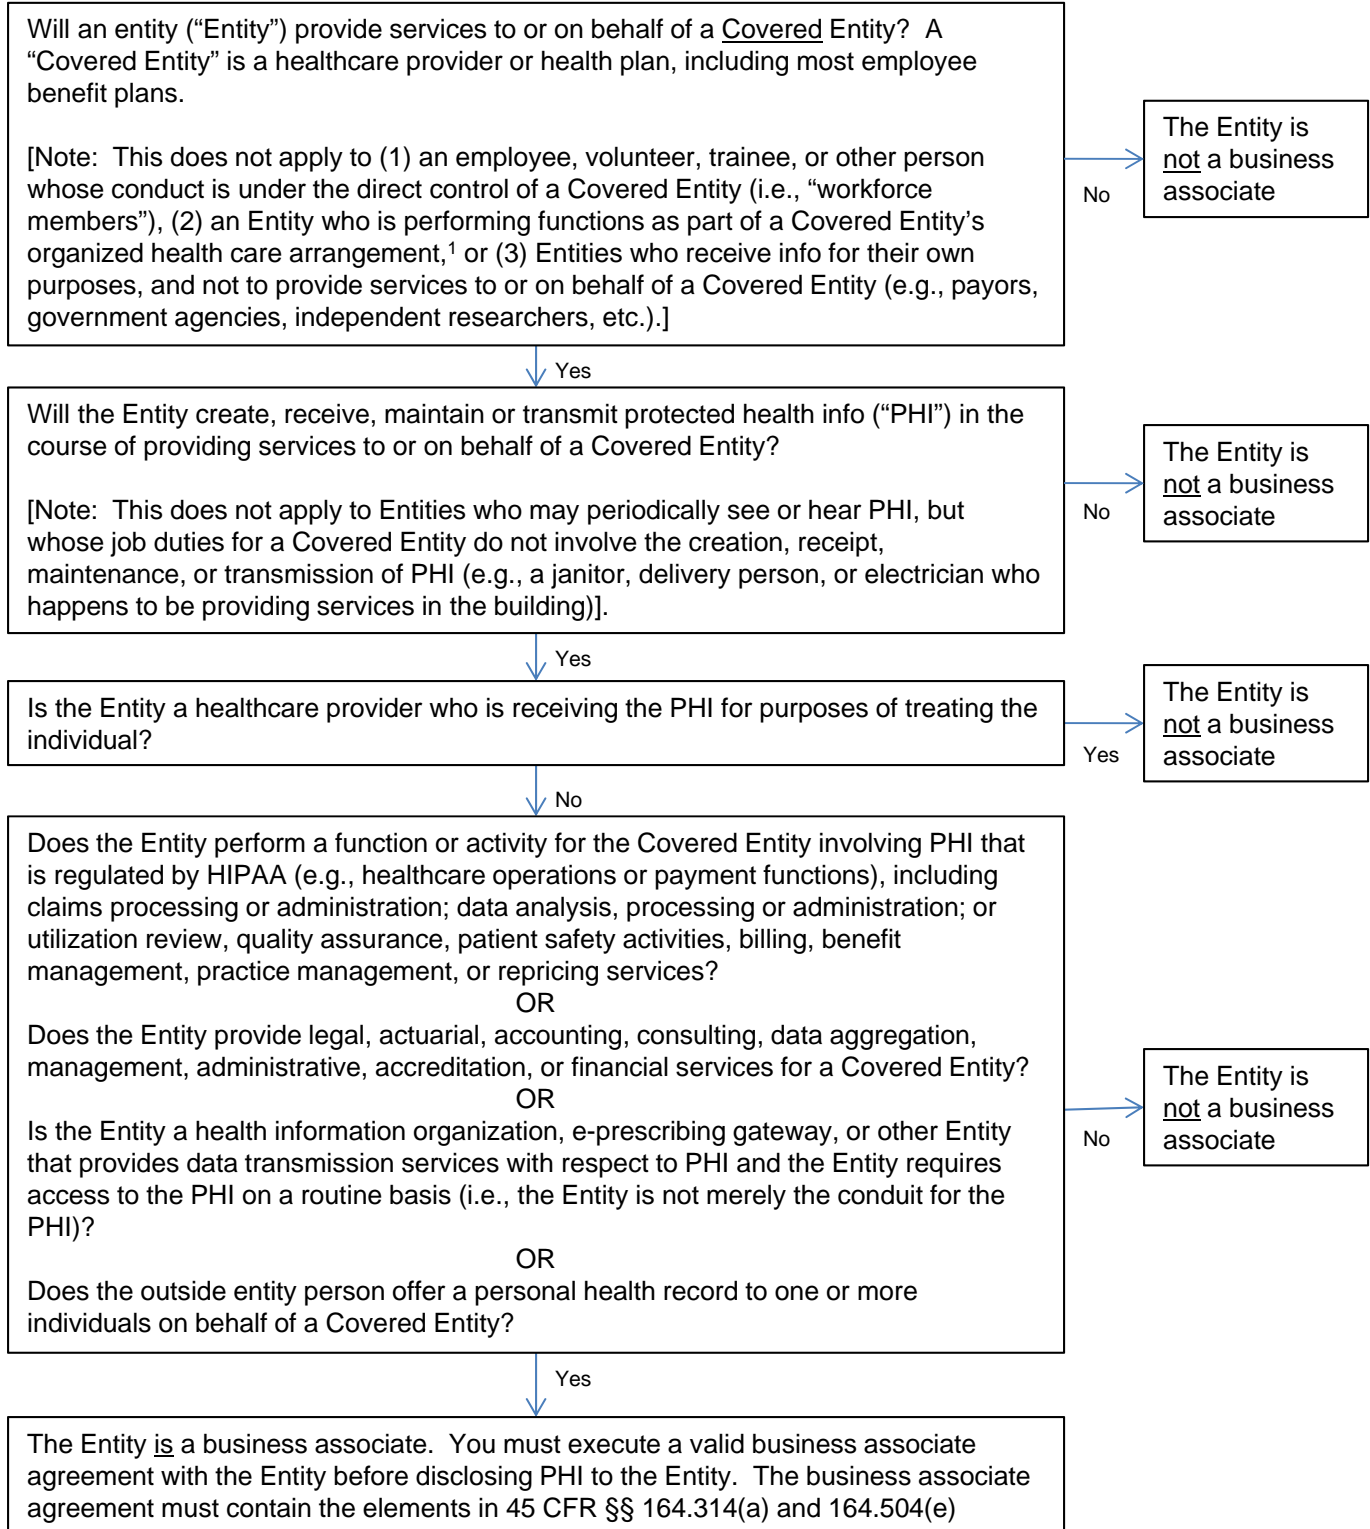 Will an entity (“Entity”) provide services to or on behalf of a Covered Entity?  A
“Covered Entity” is a healthcare provider or health plan, including most employee
benefit plans.
[Note:  This does not apply to (1) an employee, volunteer, trainee, or other person
whose conduct is under the direct control of a Covered Entity (i.e., “workforce
members”), (2) an Entity who is performing functions as part of a Covered Entity’s
organized health care arrangement,¹ or (3) Entities who receive info for their own
purposes, and not to provide services to or on behalf of a Covered Entity (e.g., payors,
government agencies, independent researchers, etc.).]
No
The Entity is
not a business
associate
Yes
Will the Entity create, receive, maintain or transmit protected health info (“PHI”) in the
course of providing services to or on behalf of a Covered Entity?
[Note:  This does not apply to Entities who may periodically see or hear PHI, but
whose job duties for a Covered Entity do not involve the creation, receipt,
maintenance, or transmission of PHI (e.g., a janitor, delivery person, or electrician who
happens to be providing services in the building)].
No
The Entity is
not a business
associate
Yes
Is the Entity a healthcare provider who is receiving the PHI for purposes of treating the
individual?
Yes
The Entity is
not a business
associate
No
Does the Entity perform a function or activity for the Covered Entity involving PHI that
is regulated by HIPAA (e.g., healthcare operations or payment functions), including
claims processing or administration; data analysis, processing or administration; or
utilization review, quality assurance, patient safety activities, billing, benefit
management, practice management, or repricing services?
OR
Does the Entity provide legal, actuarial, accounting, consulting, data aggregation,
management, administrative, accreditation, or financial services for a Covered Entity?
OR
Is the Entity a health information organization, e-prescribing gateway, or other Entity
that provides data transmission services with respect to PHI and the Entity requires
access to the PHI on a routine basis (i.e., the Entity is not merely the conduit for the
PHI)?
OR
Does the outside entity person offer a personal health record to one or more
individuals on behalf of a Covered Entity?
No
The Entity is
not a business
associate
Yes
The Entity is a business associate.  You must execute a valid business associate
agreement with the Entity before disclosing PHI to the Entity.  The business associate
agreement must contain the elements in 45 CFR §§ 164.314(a) and 164.504(e)